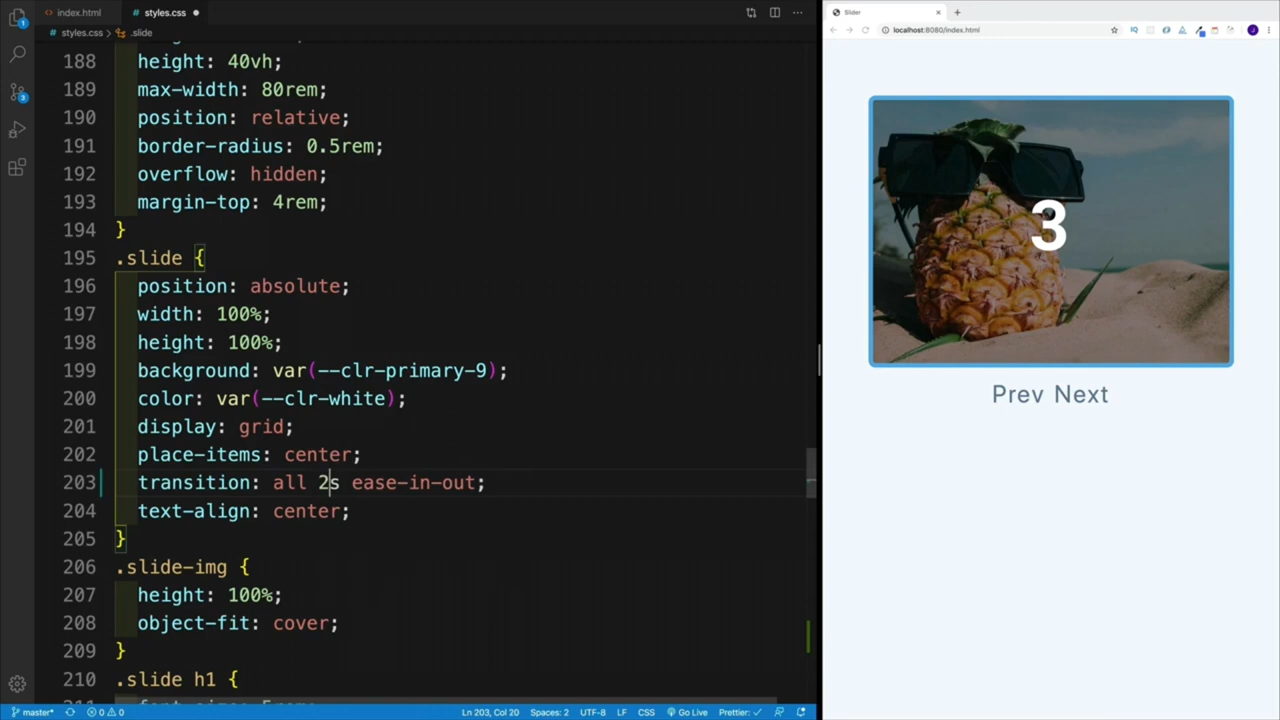 index.html
# styles.css
# styles.css > .slide
188 height: 40vh;
189 max-width: 80rem;
190 position: relative;
191 border-radius: 0.5rem;
192 overflow: hidden;
193 margin-top: 4rem;
194 }
195 .slide {
196 position: absolute;
197 width: 100%;
198 height: 100%;
199 background: var(--clr-primary-9);
200 color: var(--clr-white);
201 display: grid;
202 place-items: center;
203 transition: all 2s ease-in-out;
204 text-align: center;
205 }
206 .slide-img {
207 height: 100%;
208 object-fit: cover;
209 }
210 .slide h1 {
1
3
master*
0 0
Ln 203, Col 20
Spaces: 2
UTF-8
LF
CSS
Go Live
Prettier: ✓
Slider
localhost:8080/index.html
J
3
Prev Next